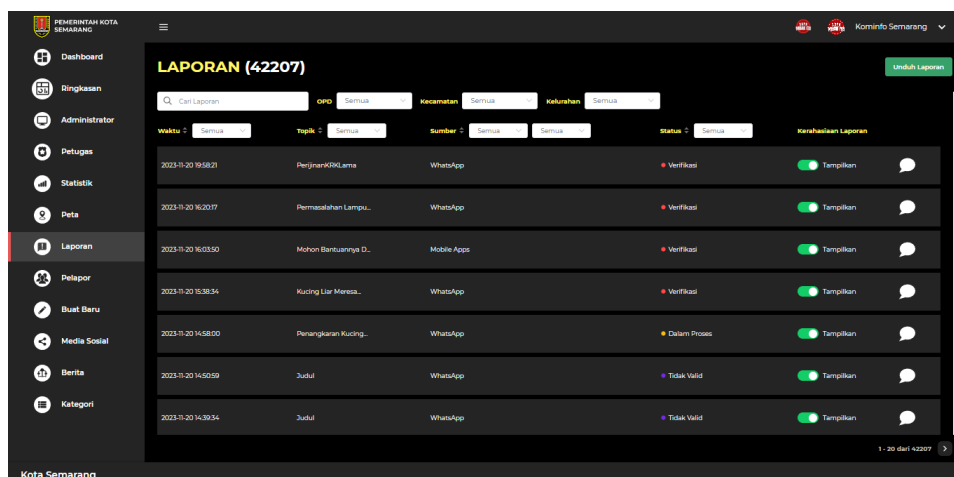 PEMERINTAH KOTA
SEMARANG
Kominfo Semarang
Dashboard
Ringkasan
Administrator
Petugas
Statistik
Peta
Laporan
Pelapor
Buat Baru
Media Sosial
Berita
Kategori
LAPORAN (42207)
Unduh Laporan
Cari Laporan OPD Semua Kecamatan Semua Kelurahan Semua
Waktu Semua Topik Semua Sumber Semua Semua Status Semua Kerahasiaan Laporan
2023-11-20 19:58:21 PerijinanKRKLama WhatsApp Verifikasi Tampilkan
2023-11-20 16:20:17 Permasalahan Lampu... WhatsApp Verifikasi Tampilkan
2023-11-20 16:03:50 Mohon Bantuannya D... Mobile Apps Verifikasi Tampilkan
2023-11-20 15:38:34 Kucing Liar Meresa... WhatsApp Verifikasi Tampilkan
2023-11-20 14:58:00 Penangkaran Kucing... WhatsApp Dalam Proses Tampilkan
2023-11-20 14:50:59 Judul WhatsApp Tidak Valid Tampilkan
2023-11-20 14:39:34 Judul WhatsApp Tidak Valid Tampilkan
1 - 20 dari 42207
Kota Semarang